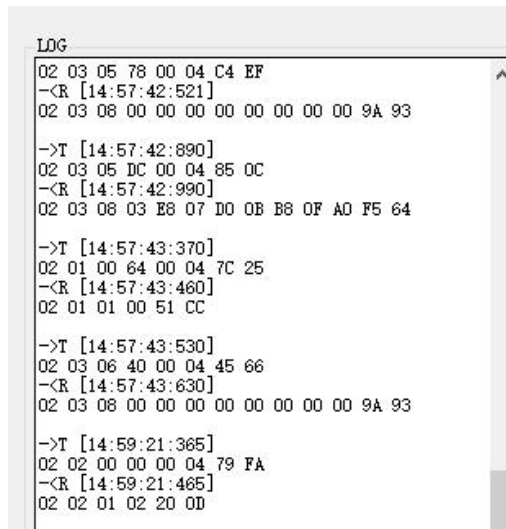 LOG
02 03 05 78 00 04 C4 EF
-<R [14:57:42:521]
02 03 08 00 00 00 00 00 00 00 00 9A 93
->T [14:57:42:890]
02 03 05 DC 00 04 85 0C
-<R [14:57:42:990]
02 03 08 03 E8 07 D0 0B B8 0F A0 F5 64
->T [14:57:43:370]
02 01 00 64 00 04 7C 25
-<R [14:57:43:460]
02 01 01 00 51 CC
->T [14:57:43:530]
02 03 06 40 00 04 45 66
-<R [14:57:43:630]
02 03 08 00 00 00 00 00 00 00 00 9A 93
->T [14:59:21:365]
02 02 00 00 00 04 79 FA
-<R [14:59:21:465]
02 02 01 02 20 0D